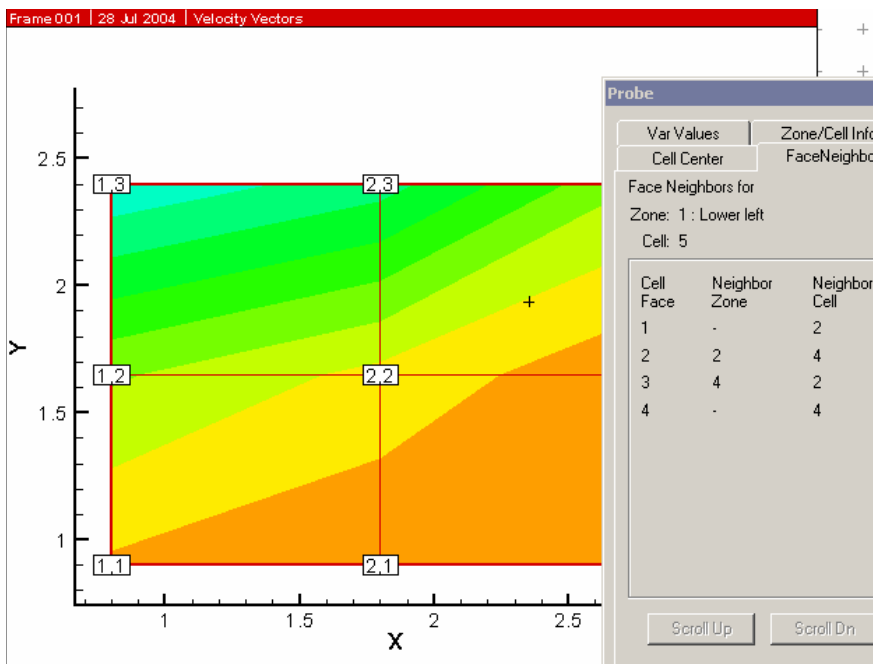 Frame 001 | 28 Jul 2004 | Velocity Vectors
Probe
Var Values Zone/Cell Info
Cell Center FaceNeighbo
Face Neighbors for
Zone: 1 : Lower left
Cell: 5
Cell Face Neighbor Zone Neighbor Cell
1 - 2
2 2 4
3 4 2
4 - 4
Scroll Up Scroll Dn
2.5
2
1.5
1
Y
1,3 2,3
1,2 2,2
1,1 2,1
1 1.5 2 2.5
X